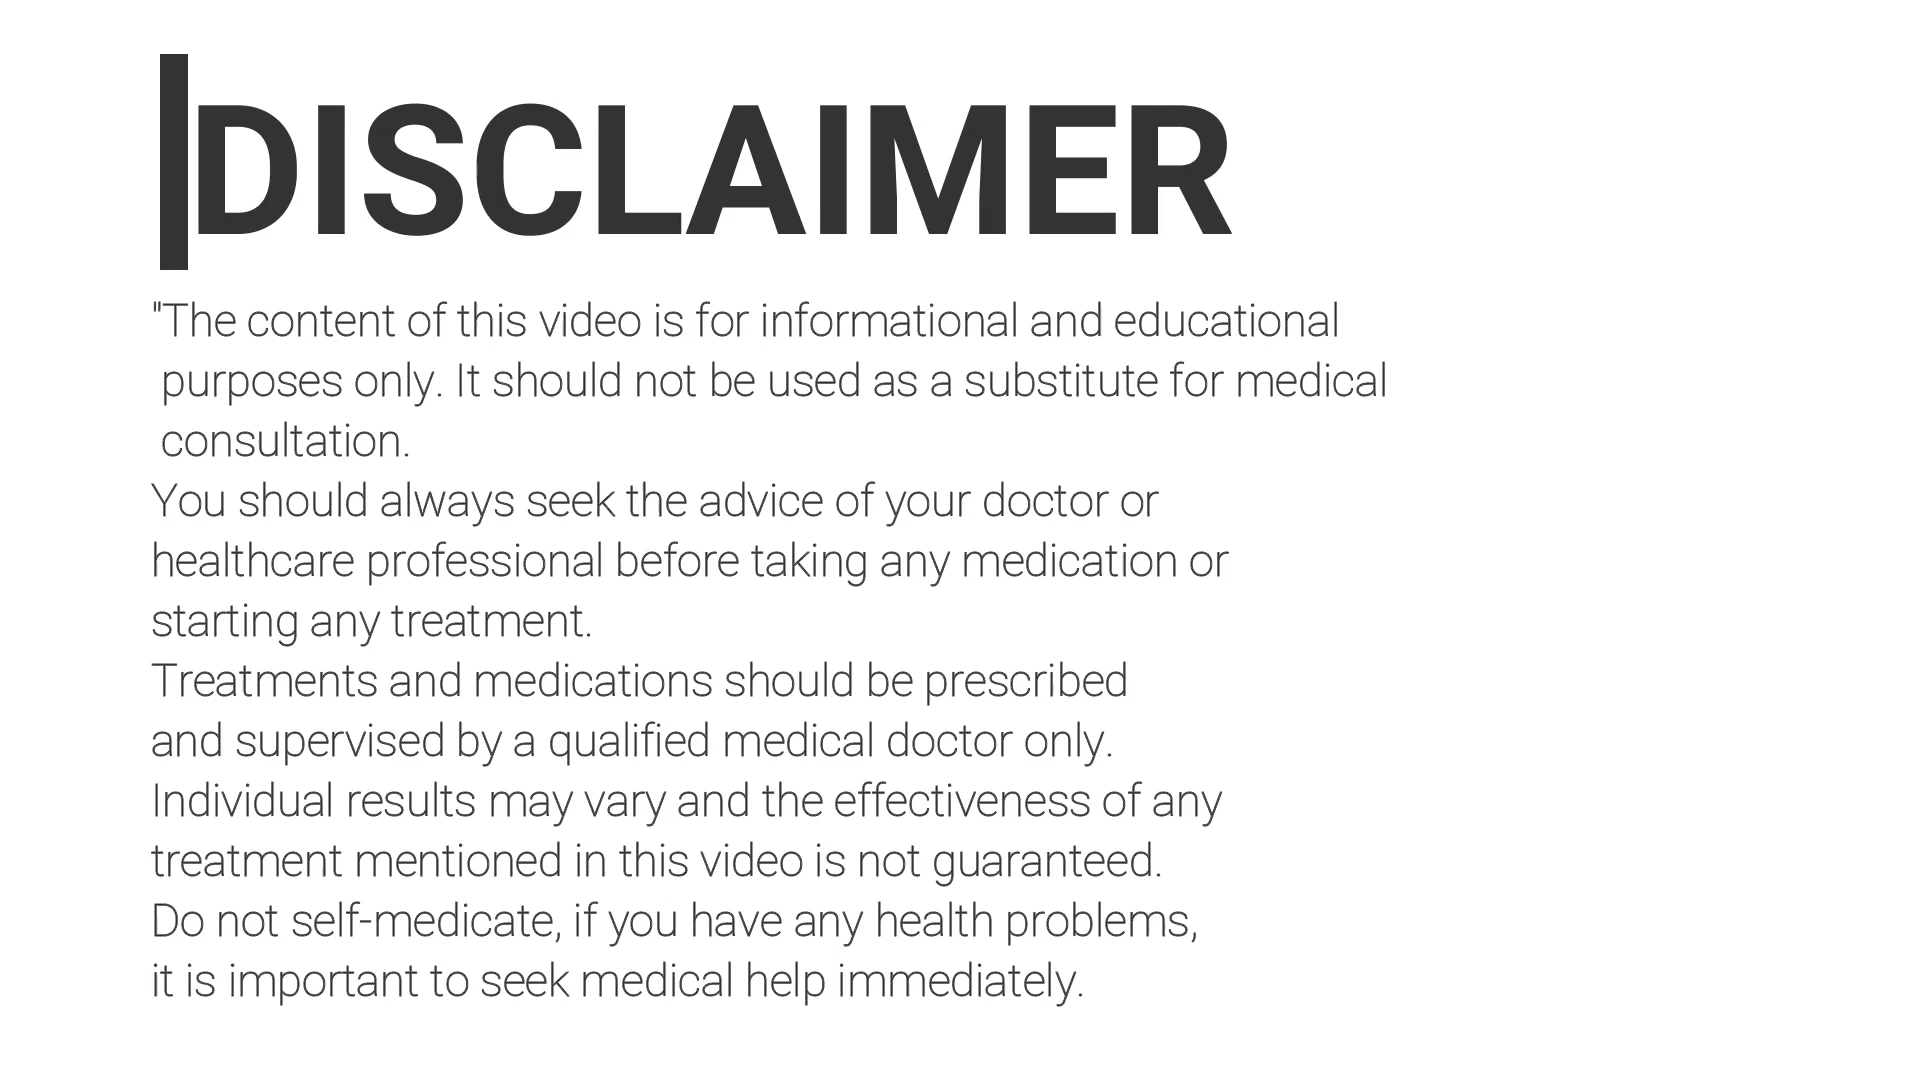 DISCLAIMER
"The content of this video is for informational and educational
purposes only. It should not be used as a substitute for medical
consultation.
You should always seek the advice of your doctor or
healthcare professional before taking any medication or
starting any treatment.
Treatments and medications should be prescribed
and supervised by a qualified medical doctor only.
Individual results may vary and the effectiveness of any
treatment mentioned in this video is not guaranteed.
Do not self-medicate, if you have any health problems,
it is important to seek medical help immediately.